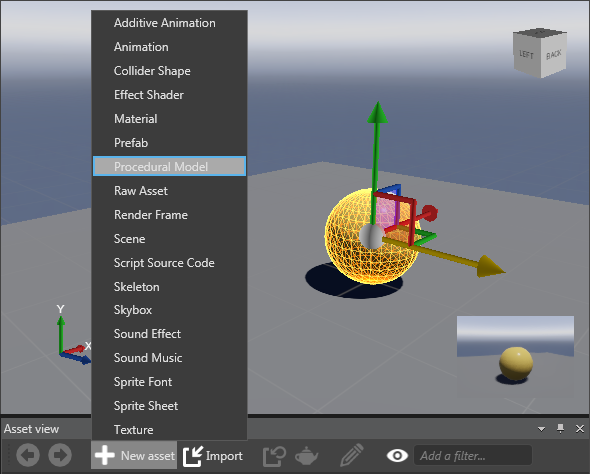 Additive Animation
Animation
Collider Shape
Effect Shader
Material
Prefab
Procedural Model
Raw Asset
Render Frame
Scene
Script Source Code
Skeleton
Skybox
Sound Effect
Sound Music
Sprite Font
Sprite Sheet
Texture
LEFT BACK
Y
X
Asset view
New asset Import Add a filter...